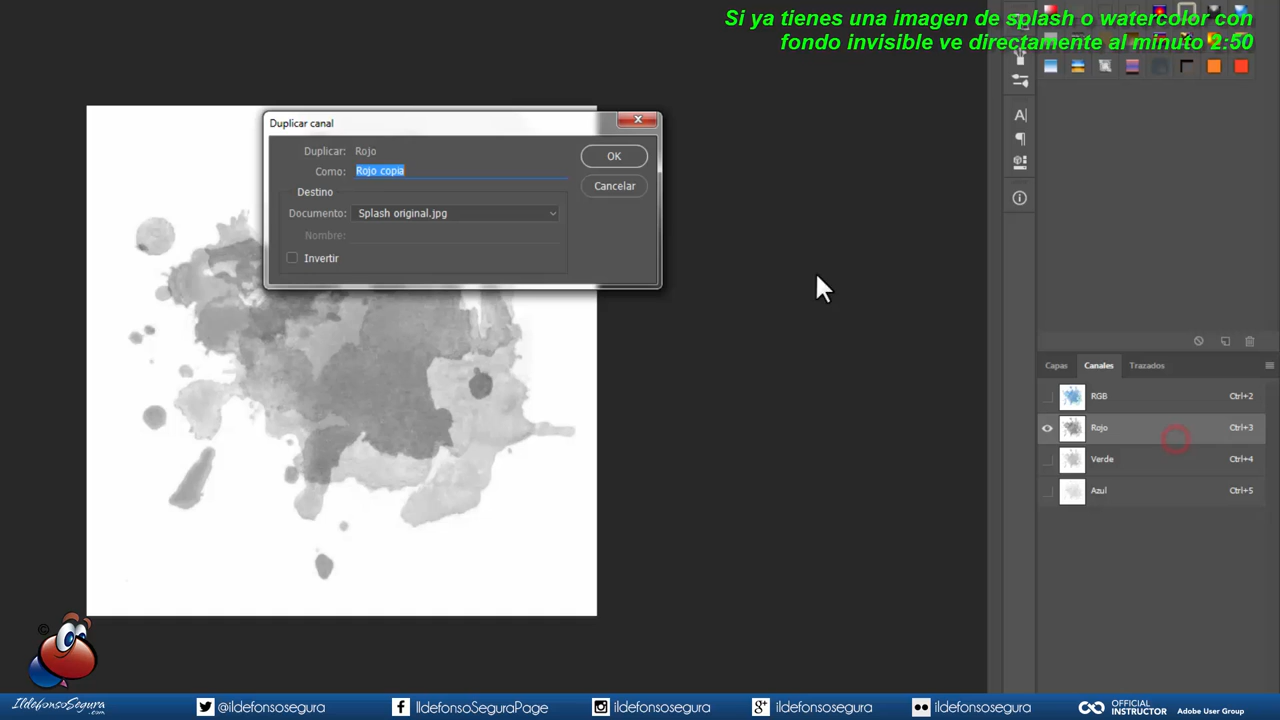 Si ya tienes una imagen de splash o watercolor con
fondo invisible ve directamente al minuto 2:50
Duplicar canal
Duplicar: Rojo
Como: Rojo copia
OK
Cancelar
Destino
Documento: Splash original.jpg
Nombre:
Invertir
Capas Canales Trazados
RGB Ctrl+2
Rojo Ctrl+3
Verde Ctrl+4
Azul Ctrl+5
IldefonsoSegura.com
@ildefonsosegura
IldefonsoSeguraPage
ildefonsosegura
ildefonsosegura
ildefonsosegura
OFFICIAL
INSTRUCTOR
Adobe User Group